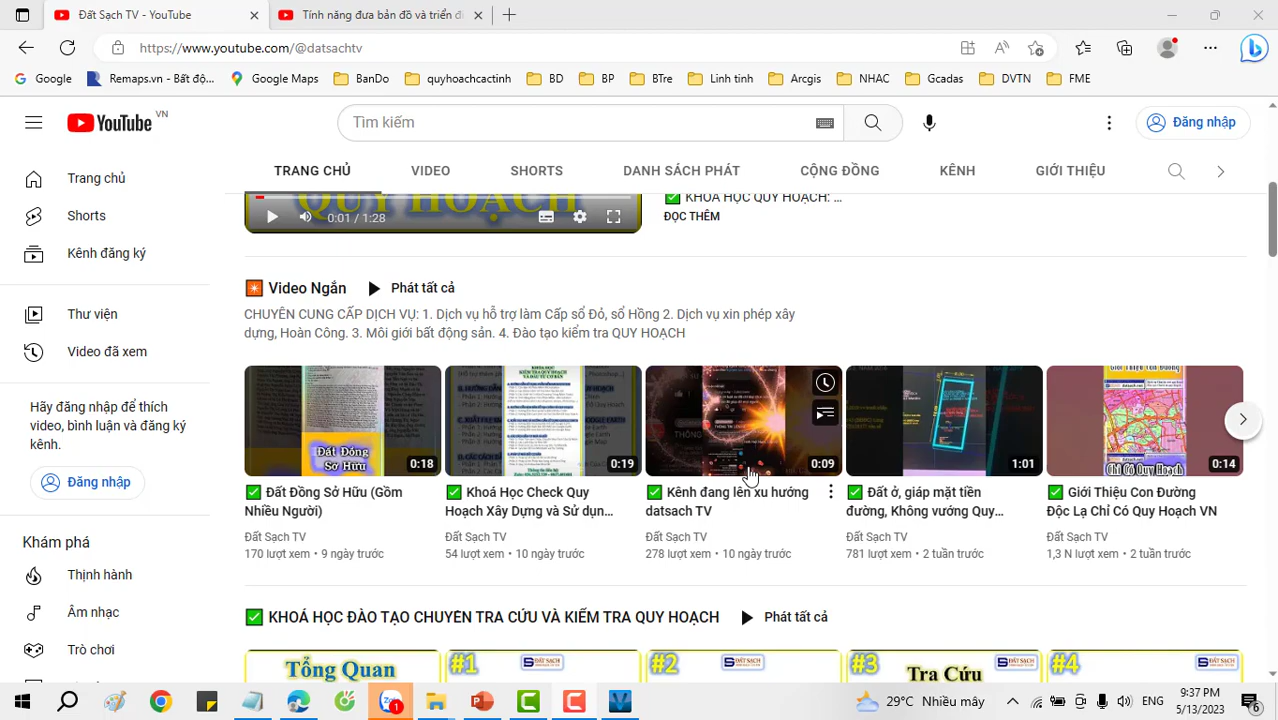 Đất Sạch TV - YouTube
Tính năng đưa bản đồ và triển đ
https://www.youtube.com/@datsachtv
Google
Remaps.vn - Bất độ...
Google Maps
BanDo
quyhoachcactinh
BD
BP
BTre
Linh tinh
Arcgis
NHAC
Gcadas
DVTN
FME
YouTube VN
Tìm kiếm
Đăng nhập
TRANG CHỦ
VIDEO
SHORTS
DANH SÁCH PHÁT
CỘNG ĐỒNG
KÊNH
GIỚI THIỆU
Trang chủ
Shorts
Kênh đăng ký
Thư viện
Video đã xem
Hãy đăng nhập để thích
video, bình luận và đăng ký
kênh.
Đăng nhập
Khám phá
Thịnh hành
Âm nhạc
Trò chơi
QUY HOẠCH
0:01 / 1:28
KHOÁ HỌC QUY HOẠCH: ...
ĐỌC THÊM
Video Ngắn
Phát tất cả
CHUYÊN CUNG CẤP DỊCH VỤ: 1. Dịch vụ hỗ trợ làm Cấp sổ Đỏ, sổ Hồng 2. Dịch vụ xin phép xây
dựng, Hoàn Công. 3. Môi giới bất động sản. 4. Đào tạo kiểm tra QUY HOẠCH
Đất Đồng
Sở Hữu
0:18
Đất Đồng Sở Hữu (Gồm
Nhiều Người)
Đất Sạch TV
170 lượt xem • 9 ngày trước
0:19
Khoá Học Check Quy
Hoạch Xây Dựng và Sử dụn...
Đất Sạch TV
54 lượt xem • 10 ngày trước
0:09
Kênh đang lên xu hướng
datsach TV
Đất Sạch TV
278 lượt xem • 10 ngày trước
1:01
Đất ở, giáp mặt tiền
đường, Không vướng Quy...
Đất Sạch TV
781 lượt xem • 2 tuần trước
Chỉ Có Quy Hoạch
Giới Thiệu Con Đường
Độc Lạ Chỉ Có Quy Hoạch VN
Đất Sạch TV
1,3 N lượt xem • 2 tuần trước
KHOÁ HỌC ĐÀO TẠO CHUYÊN TRA CỨU VÀ KIỂM TRA QUY HOẠCH
Phát tất cả
Tổng Quan
#1
ĐẤT SẠCH
#2
ĐẤT SẠCH
#3
ĐẤT SẠCH
Tra Cứu
#4
ĐẤT SẠCH
29°C Nhiều mây
ENG
9:37 PM
5/13/2023
6